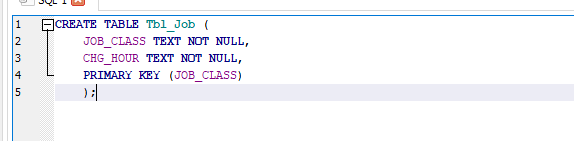 SQL 1
1 CREATE TABLE Tbl_Job (
2 JOB_CLASS TEXT NOT NULL,
3 CHG_HOUR TEXT NOT NULL,
4 PRIMARY KEY (JOB_CLASS)
5 );